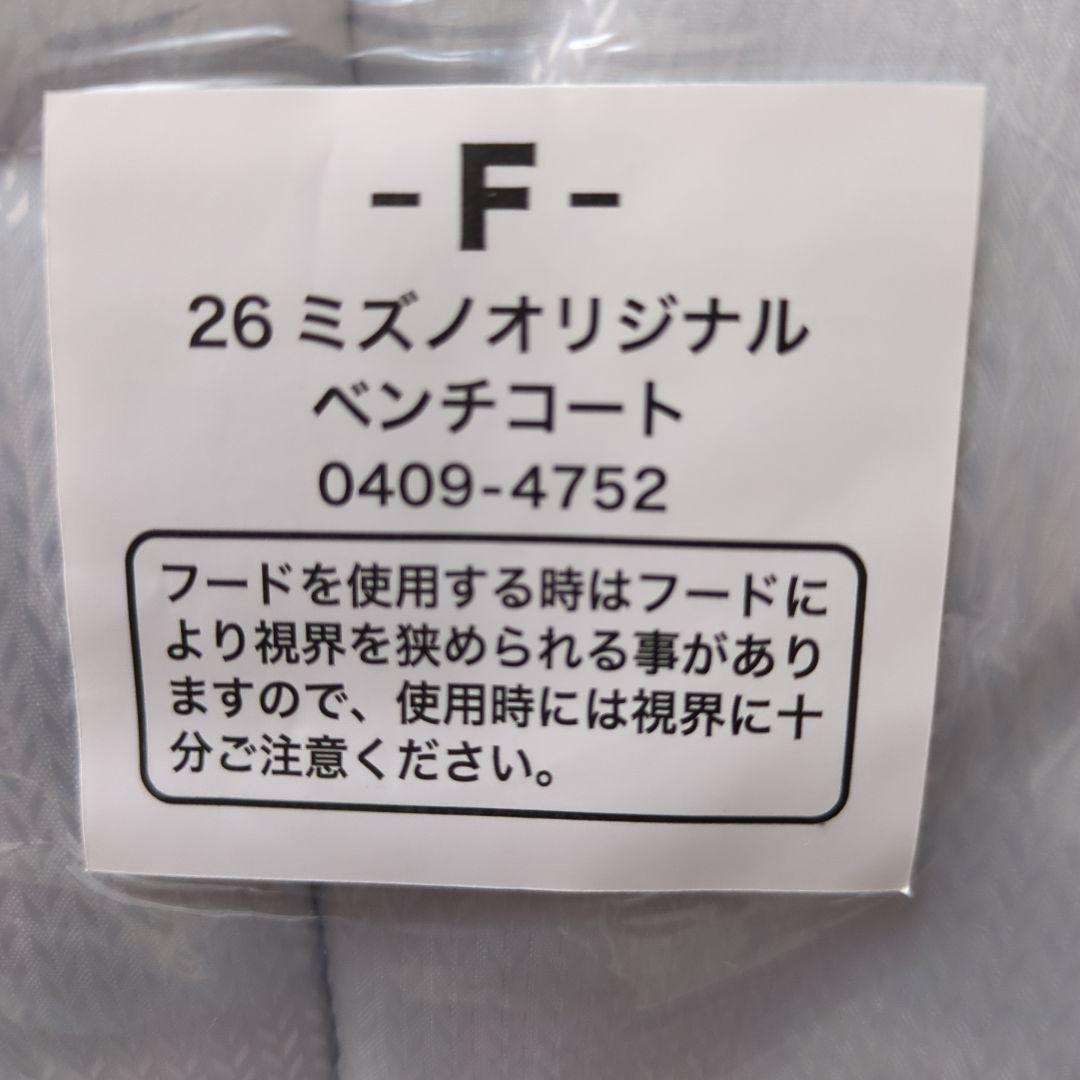 - F -
26 ミズノオリジナル
ベンチコート
0409-4752
フードを使用する時はフードに
より視界を狭められる事があり
ますので、使用時には視界に十
分ご注意ください。